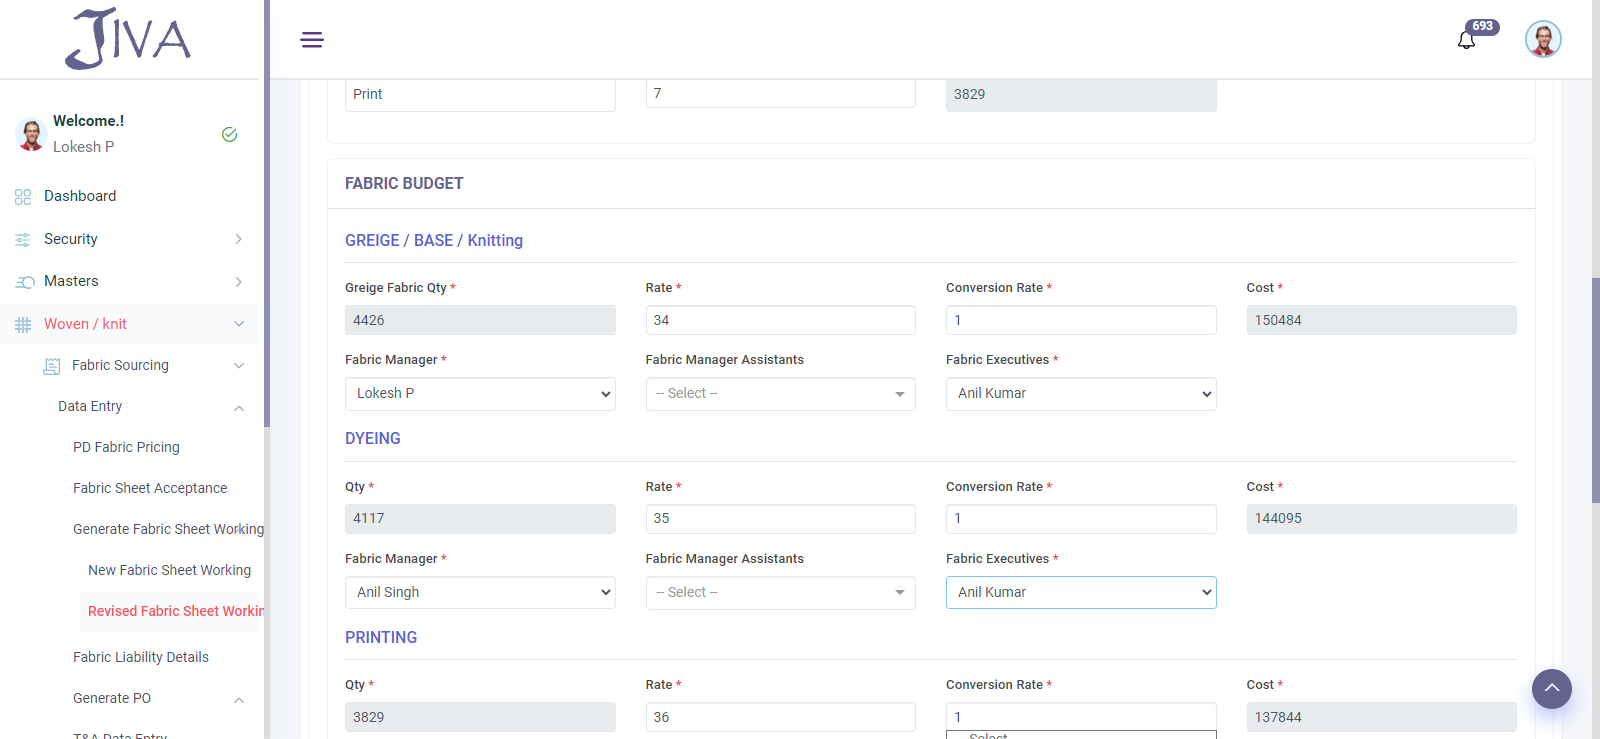 JIVA
693
Welcome.!
Lokesh P
Dashboard
Security
Masters
Woven / knit
Fabric Sourcing
Data Entry
PD Fabric Pricing
Fabric Sheet Acceptance
Generate Fabric Sheet Working
New Fabric Sheet Working
Revised Fabric Sheet Workin
Fabric Liability Details
Generate PO
T&A Data Entry
Print 7 3829
FABRIC BUDGET
GREIGE / BASE / Knitting
Greige Fabric Qty * Rate * Conversion Rate * Cost *
4426 34 1 150484
Fabric Manager * Fabric Manager Assistants Fabric Executives *
Lokesh P -- Select -- Anil Kumar
DYEING
Qty * Rate * Conversion Rate * Cost *
4117 35 1 144095
Fabric Manager * Fabric Manager Assistants Fabric Executives *
Anil Singh -- Select -- Anil Kumar
PRINTING
Qty * Rate * Conversion Rate * Cost *
3829 36 1 137844
Select